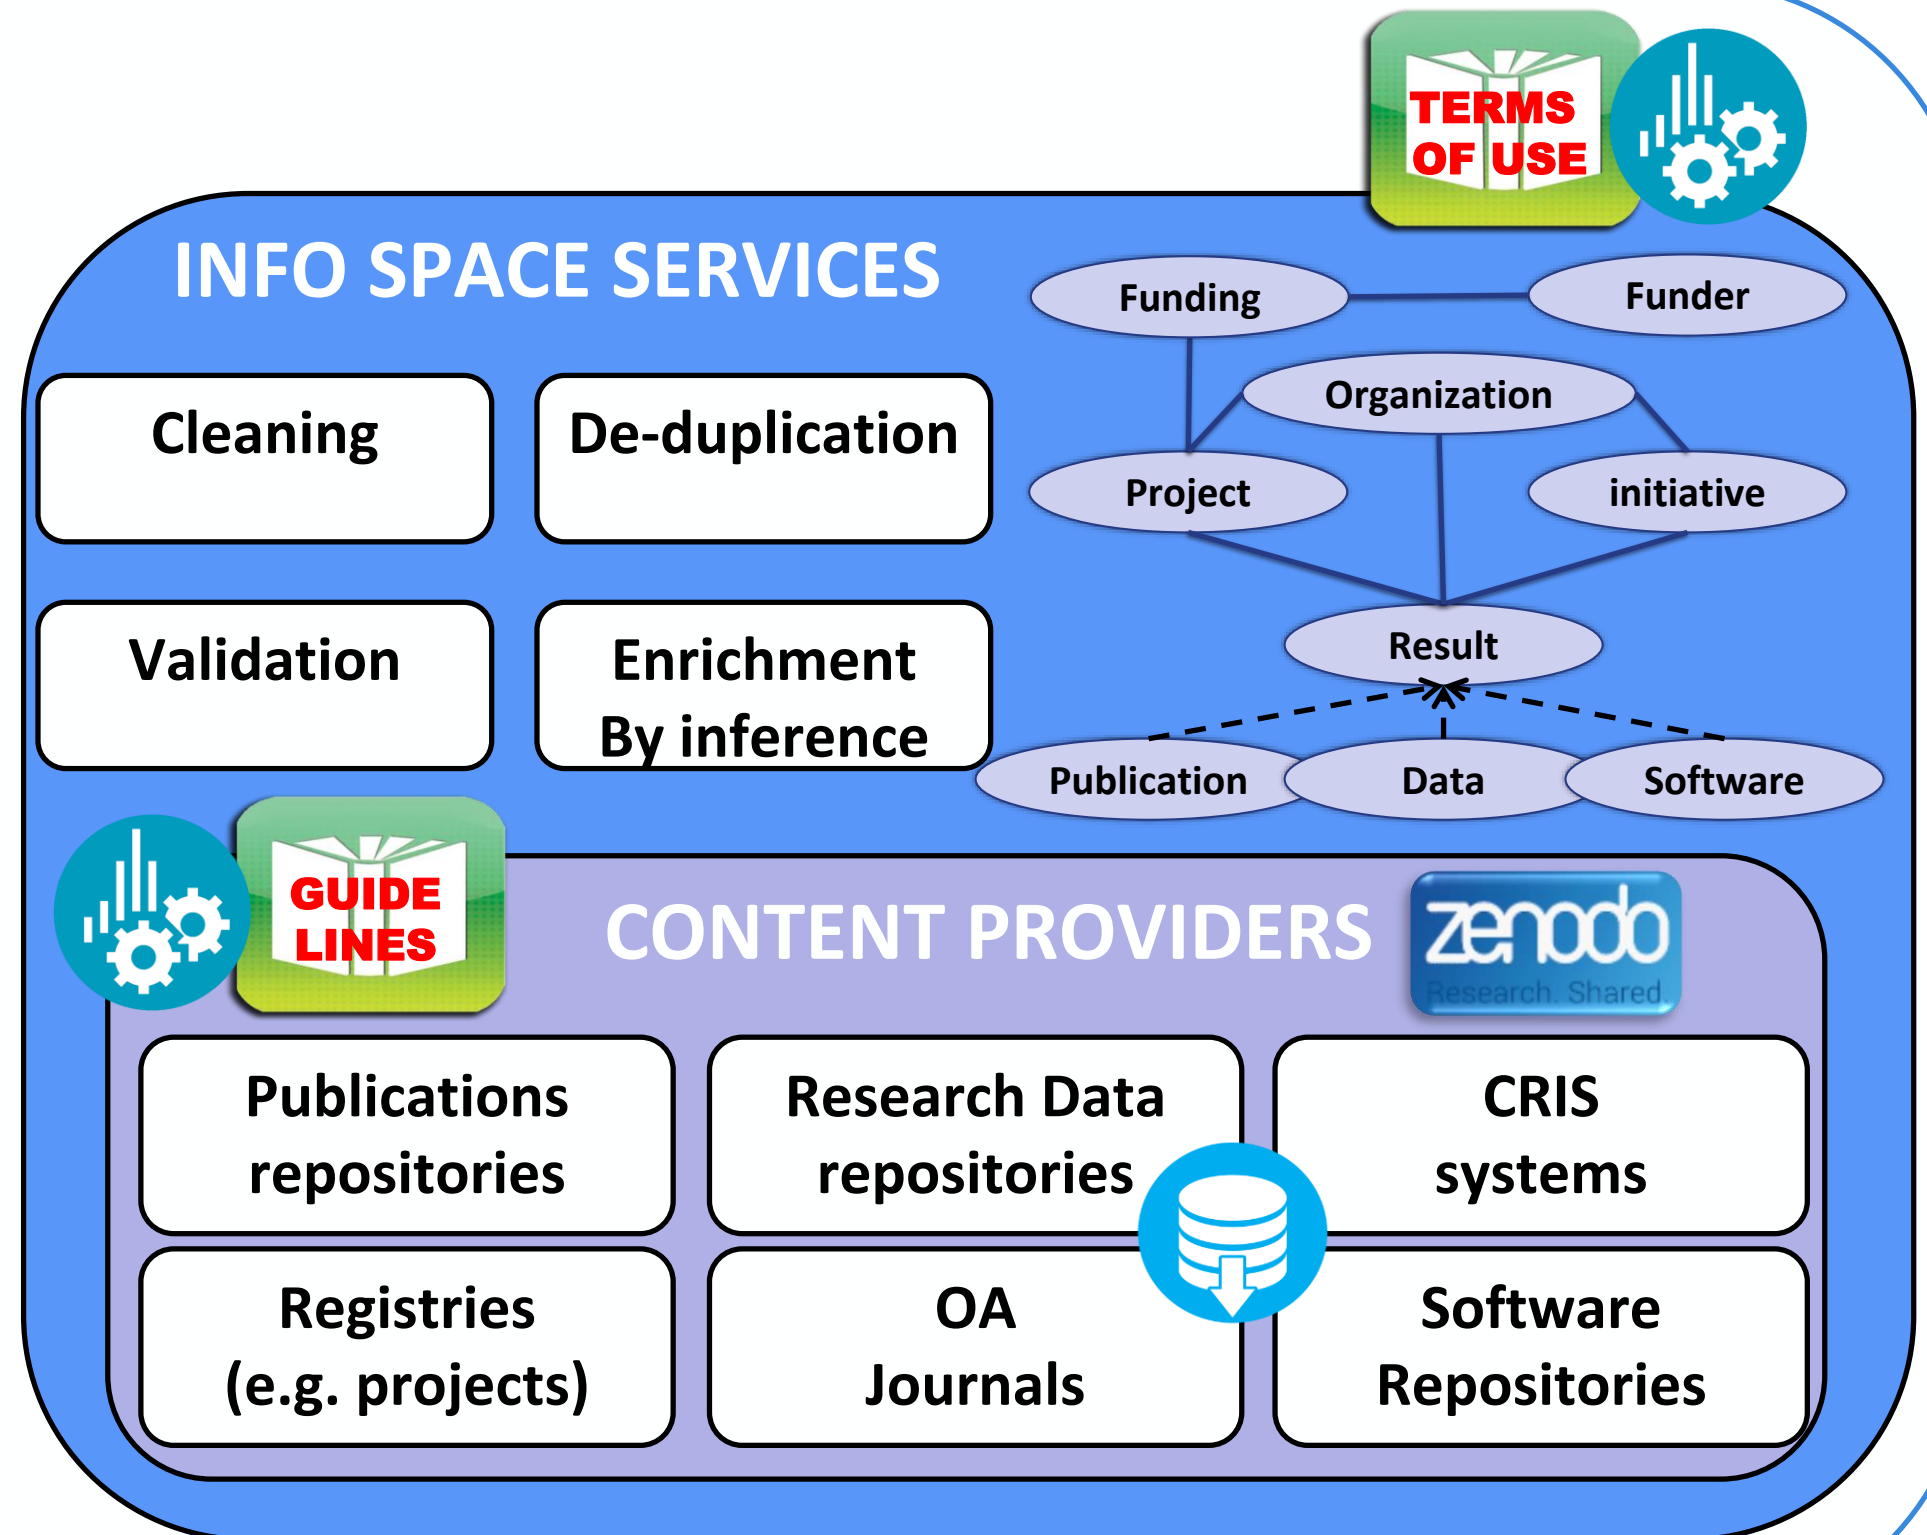 TERMS
OF USE
INFO SPACE SERVICES
Funding
Funder
Organization
Project
initiative
Result
Publication
Data
Software
Cleaning
De-duplication
Validation
Enrichment
By inference
GUIDE
LINES
CONTENT PROVIDERS
zenodo
Research. Shared.
Publications
repositories
Research Data
repositories
CRIS
systems
Registries
(e.g. projects)
OA
Journals
Software
Repositories